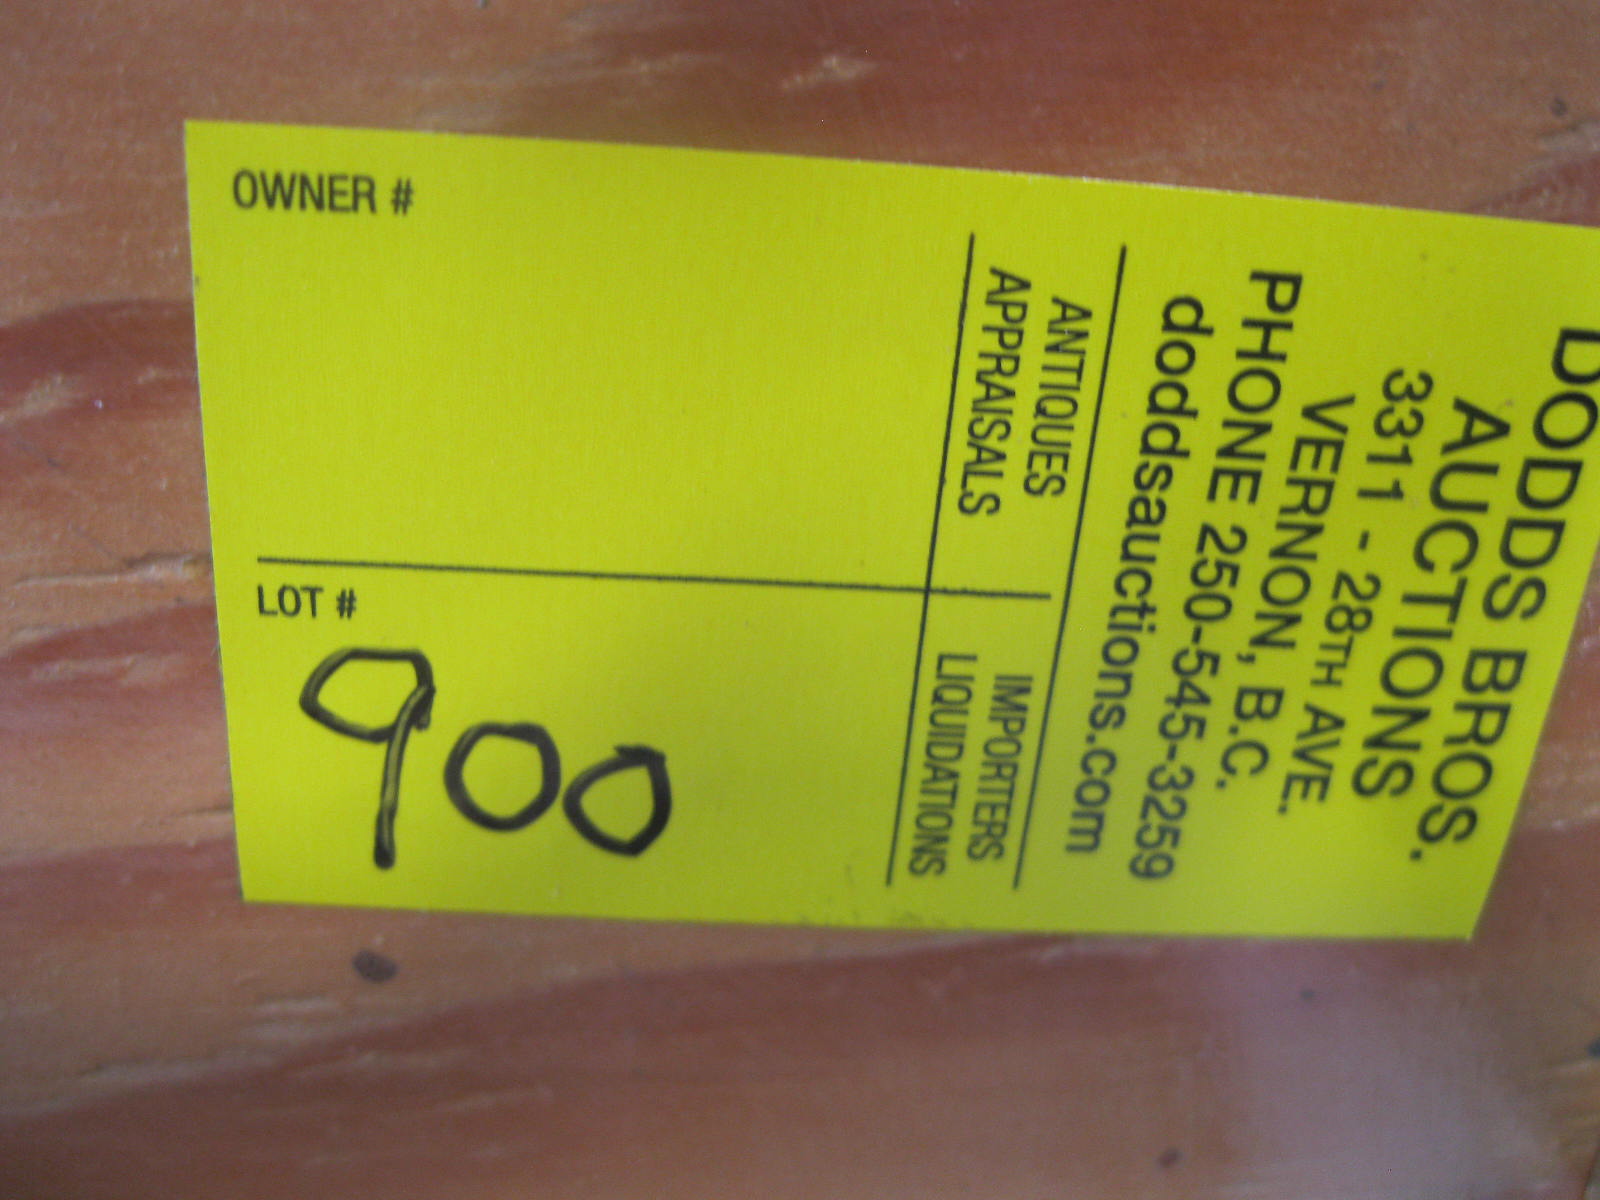 DODDS BROS.
AUCTIONS
3311 - 28TH AVE.
VERNON, B.C.
PHONE 250-545-3259
doddsauctions.com
ANTIQUES
APPRAISALS
IMPORTERS
LIQUIDATIONS
OWNER #
LOT #
900